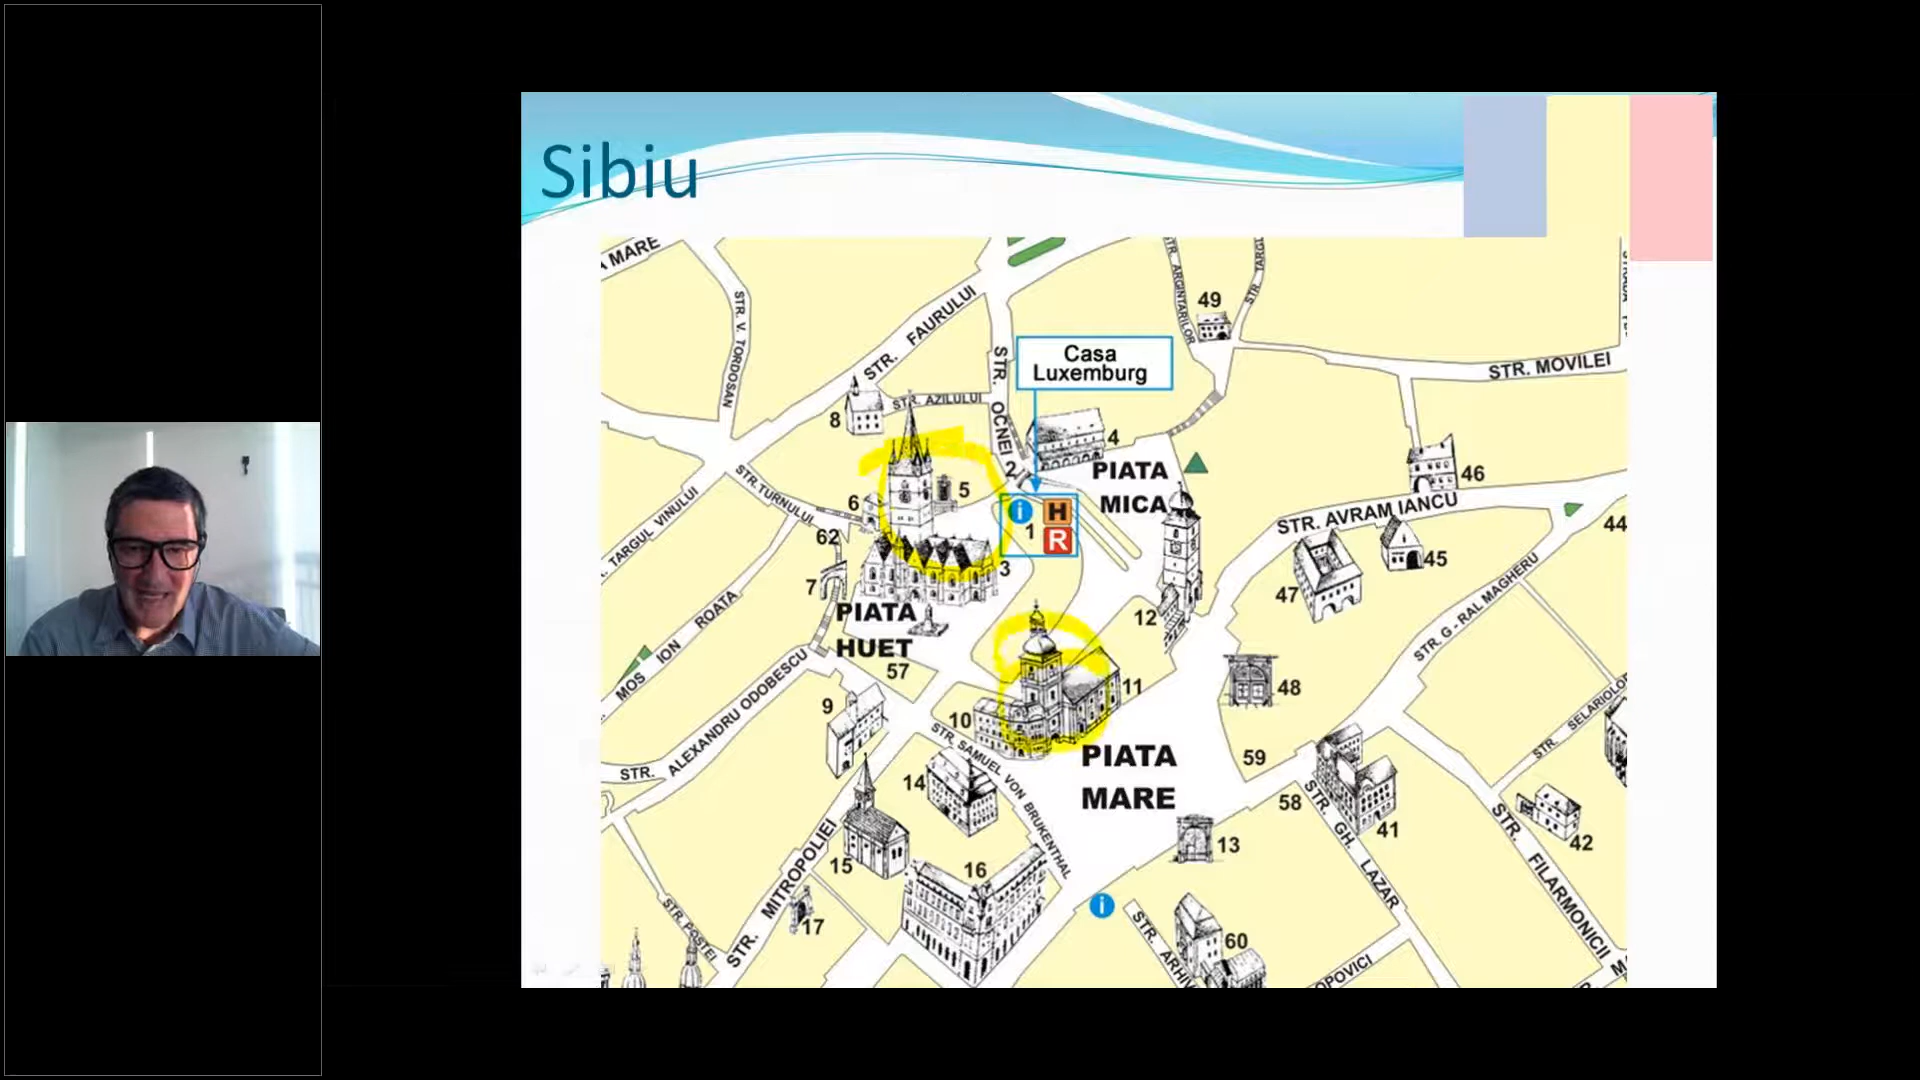 Sibiu
A MARE
STR. V. TORDOSAN
STR. FAURULUI
STR. OCNEI
STR. ARGINTARILOR
49
Casa
Luxemburg
STR. MOVILEI
8
STR. AZILULUI
4
2
PIATA
MICA
46
STR. TURNULUI
6
5
i
H
1
R
STR. AVRAM IANCU
44
TARGUL VINULUI
62
7
3
45
47
PIATA
HUET
57
12
STR. G-RAL MAGHERU
MOS ION ROATA
STR. ALEXANDRU ODOBESCU
9
10
11
48
STR. SAMUEL VON BRUKENTHAL
PIATA
MARE
59
58
14
STR. GH. LAZAR
41
42
STR. FILARMONICII
15
16
13
STR. MITROPOLIEI
17
STR. POSTEI
i
60